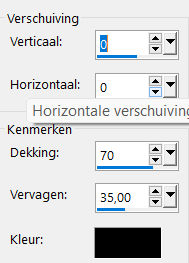 Verschuiving
Verticaal: 0
Horizontaal: 0
Horizontale verschuiving
Kenmerken
Dekking: 70
Vervagen: 35,00
Kleur: